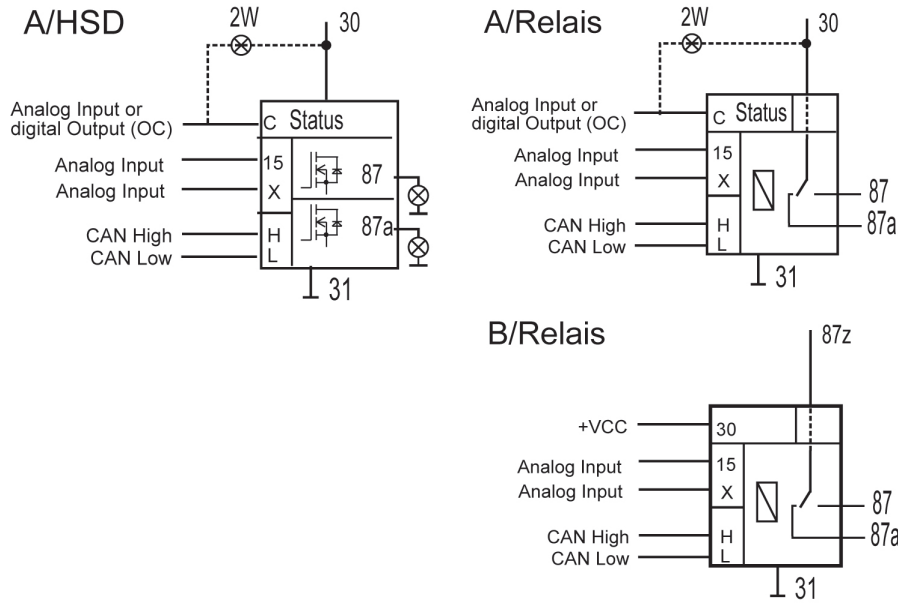 A/HSD
2W
30
Analog Input or
digital Output (OC)
C Status
Analog Input
15
Analog Input
X
87
87a
CAN High
H
CAN Low
L
31
A/Relais
2W
30
Analog Input or
digital Output (OC)
C Status
Analog Input
15
Analog Input
X
87
87a
CAN High
H
CAN Low
L
31
B/Relais
87z
+VCC
30
Analog Input
15
Analog Input
X
87
87a
CAN High
H
CAN Low
L
31